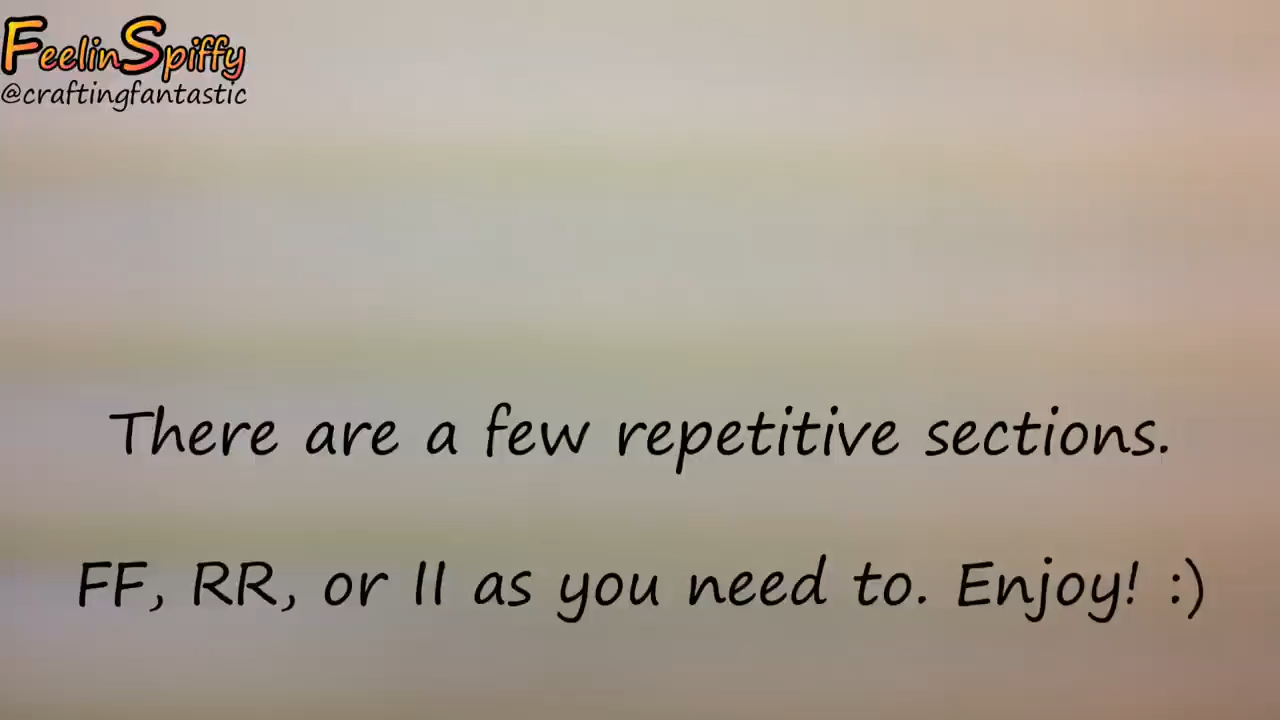 FeelinSpiffy
@craftingfantastic
There are a few repetitive sections.
FF, RR, or II as you need to. Enjoy! :)